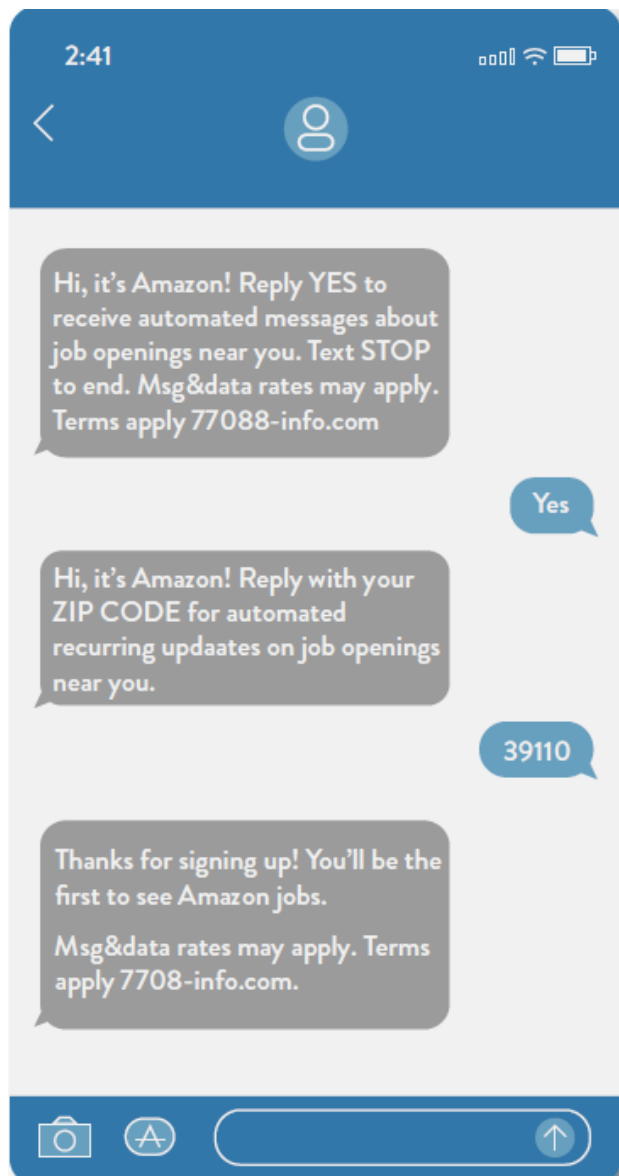 2:41
Hi, it's Amazon! Reply YES to
receive automated messages about
job openings near you. Text STOP
to end. Msg&data rates may apply.
Terms apply 77088-info.com
Yes
Hi, it's Amazon! Reply with your
ZIP CODE for automated
recurring updaates on job openings
near you.
39110
Thanks for signing up! You'll be the
first to see Amazon jobs.
Msg&data rates may apply. Terms
apply 7708-info.com.